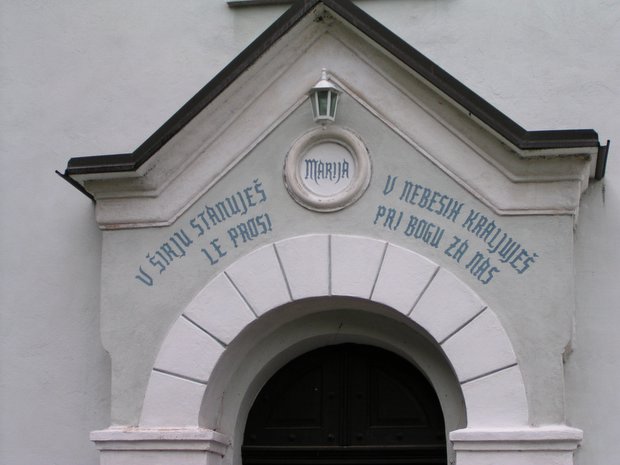 MARIJA
V ŠIRJU STANUJEŠ
LE PROSI
V NEBESIH KRALJUJEŠ
PRI BOGU ZA NAS